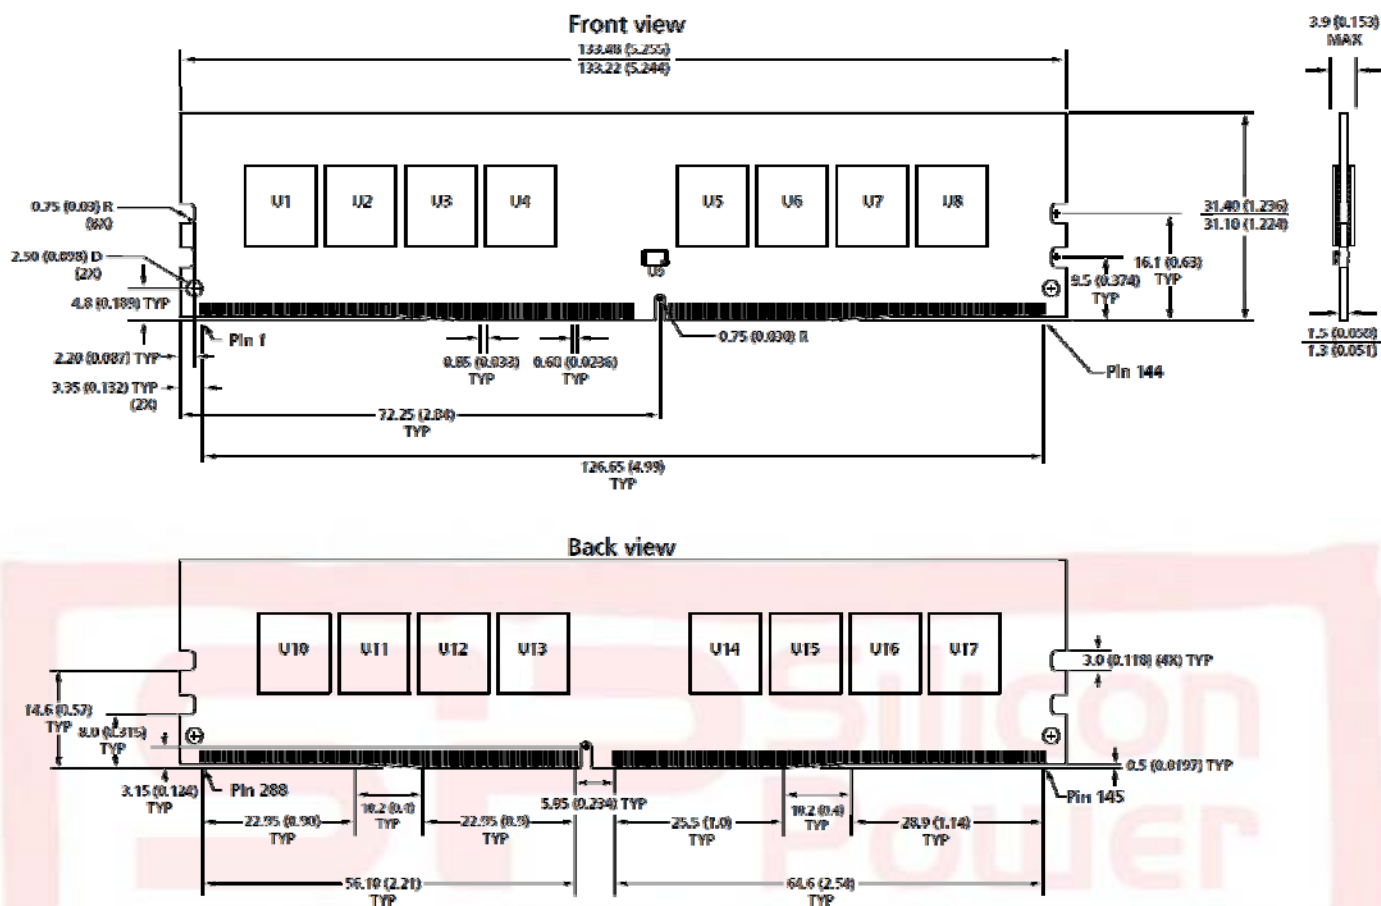 Front view
133.48 (5.255)
133.22 (5.244)
3.9 (0.153)
MAX
U1
U2
U3
U4
U5
U6
U7
U8
U9
0.75 (0.03) R
(8X)
2.50 (0.098) D
(2X)
4.8 (0.189) TYP
2.20 (0.087) TYP
3.35 (0.132) TYP
(2X)
Pin 1
0.85 (0.033)
TYP
0.60 (0.0236)
TYP
0.75 (0.030) R
Pin 144
31.40 (1.236)
31.10 (1.224)
16.1 (0.63)
TYP
9.5 (0.374)
TYP
1.3 (0.051)
72.25 (2.84)
TYP
126.65 (4.99)
TYP
Back view
U10
U11
U12
U13
U14
U15
U16
U17
3.0 (0.118) (4X) TYP
14.6 (0.57)
TYP
8.0 (0.315)
TYP
3.15 (0.124)
TYP
Pin 288
0.5 (0.0197) TYP
Pin 145
5.95 (0.234) TYP
22.95 (0.90)
TYP
10.2 (0.4)
TYP
22.95 (0.9)
TYP
25.5 (1.0)
TYP
10.2 (0.4)
TYP
28.9 (1.14)
TYP
56.10 (2.21)
TYP
64.6 (2.54)
TYP
SP Silicon
Power